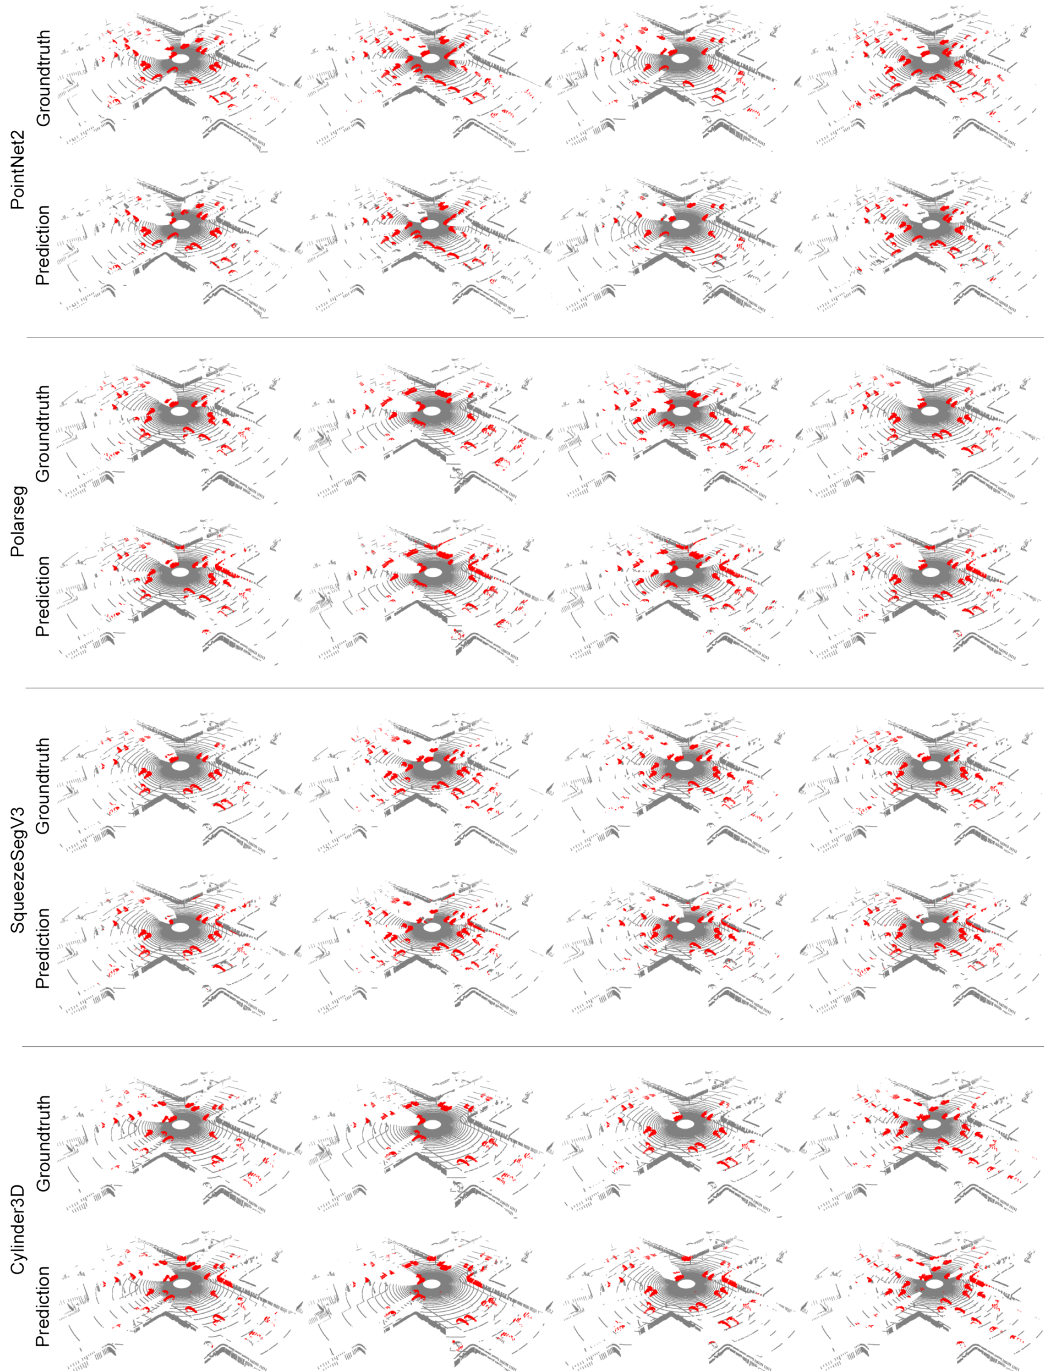 PointNet2
Groundtruth
Prediction
Polarseg
Groundtruth
Prediction
SqueezeSegV3
Groundtruth
Prediction
Cylinder3D
Groundtruth
Prediction